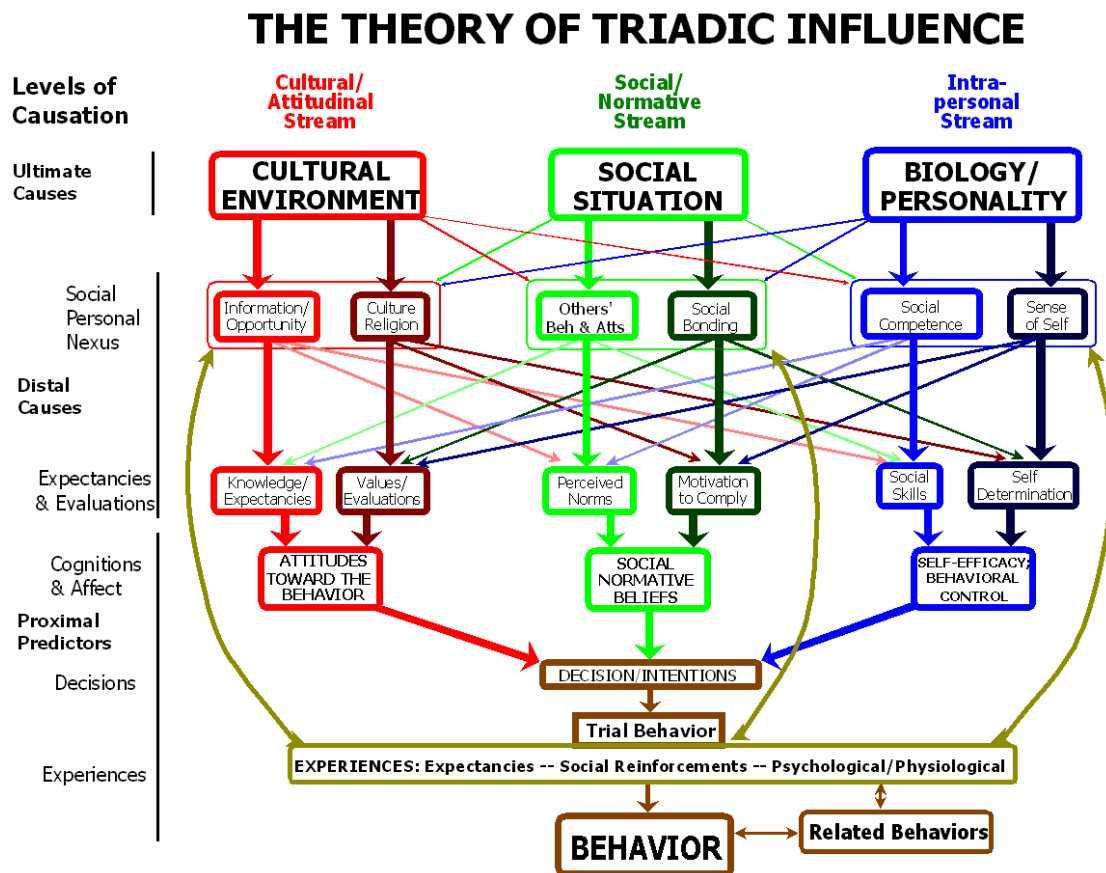 THE THEORY OF TRIADIC INFLUENCE
Levels of
Causation
Cultural/
Attitudinal
Stream
Social/
Normative
Stream
Intra-
personal
Stream
Ultimate
Causes
CULTURAL
ENVIRONMENT
SOCIAL
SITUATION
BIOLOGY/
PERSONALITY
Social
Personal
Nexus
Information/
Opportunity
Culture
Religion
Others'
Beh & Atts
Social
Bonding
Social
Competence
Sense
of Self
Distal
Causes
Expectancies
& Evaluations
Knowledge/
Expectancies
Values/
Evaluations
Perceived
Norms
Motivation
to Comply
Social
Skills
Self
Determination
Cognitions
& Affect
ATTITUDES
TOWARD THE
BEHAVIOR
SOCIAL
NORMATIVE
BELIEFS
SELF-EFFICACY;
BEHAVIORAL
CONTROL
Proximal
Predictors
Decisions
DECISION/INTENTIONS
Trial Behavior
Experiences
EXPERIENCES: Expectancies -- Social Reinforcements -- Psychological/Physiological
BEHAVIOR
Related Behaviors